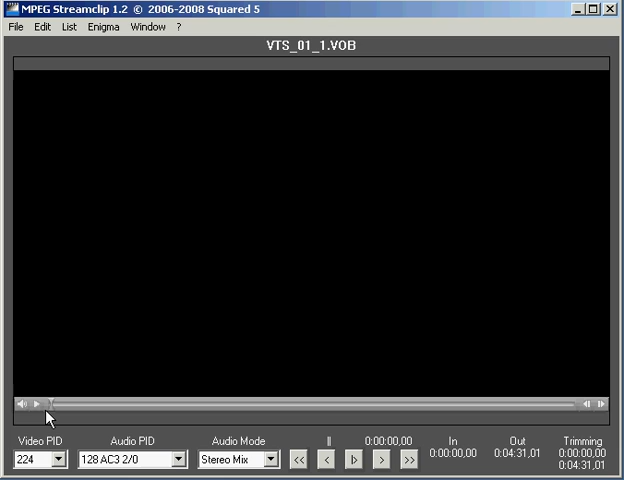 MPEG Streamclip 1.2 © 2006-2008 Squared 5
File Edit List Enigma Window ?
VTS_01_1.VOB
Video PID Audio PID Audio Mode || 0:00:00,00 In Out Trimming
224 128 AC3 2/0 Stereo Mix << < > > >> 0:00:00,00 0:04:31,01 0:00:00,00
0:04:31,01